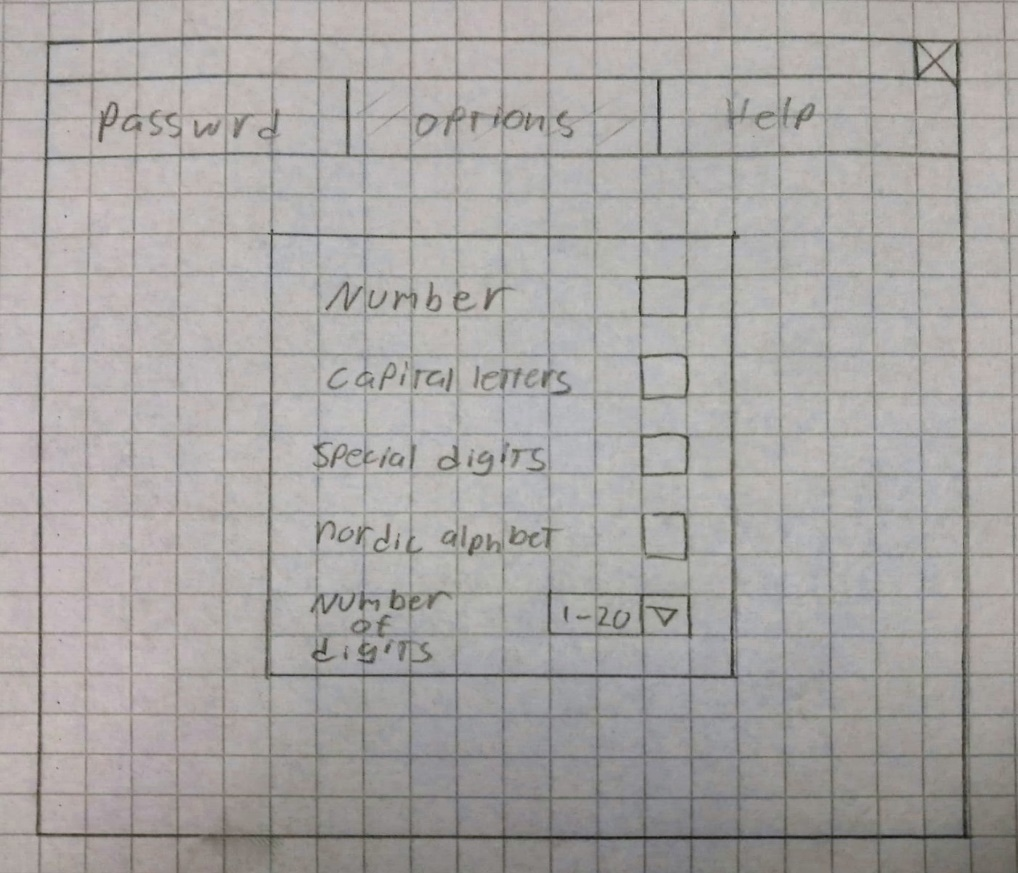 Passwrd
options
Help
Number
capital letters
special digits
nordic alphbet
Number
of
digits
1-20